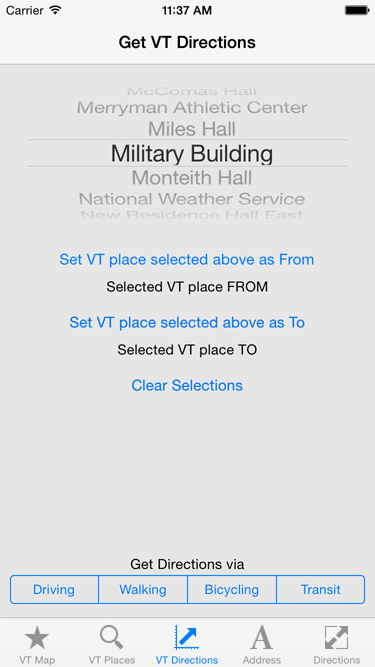 Carrier 11:37 AM
Get VT Directions
McComas Hall
Merryman Athletic Center
Miles Hall
Military Building
Monteith Hall
National Weather Service
New Residence Hall East
Set VT place selected above as From
Selected VT place FROM
Set VT place selected above as To
Selected VT place TO
Clear Selections
Get Directions via
Driving Walking Bicycling Transit
VT Map VT Places VT Directions Address Directions